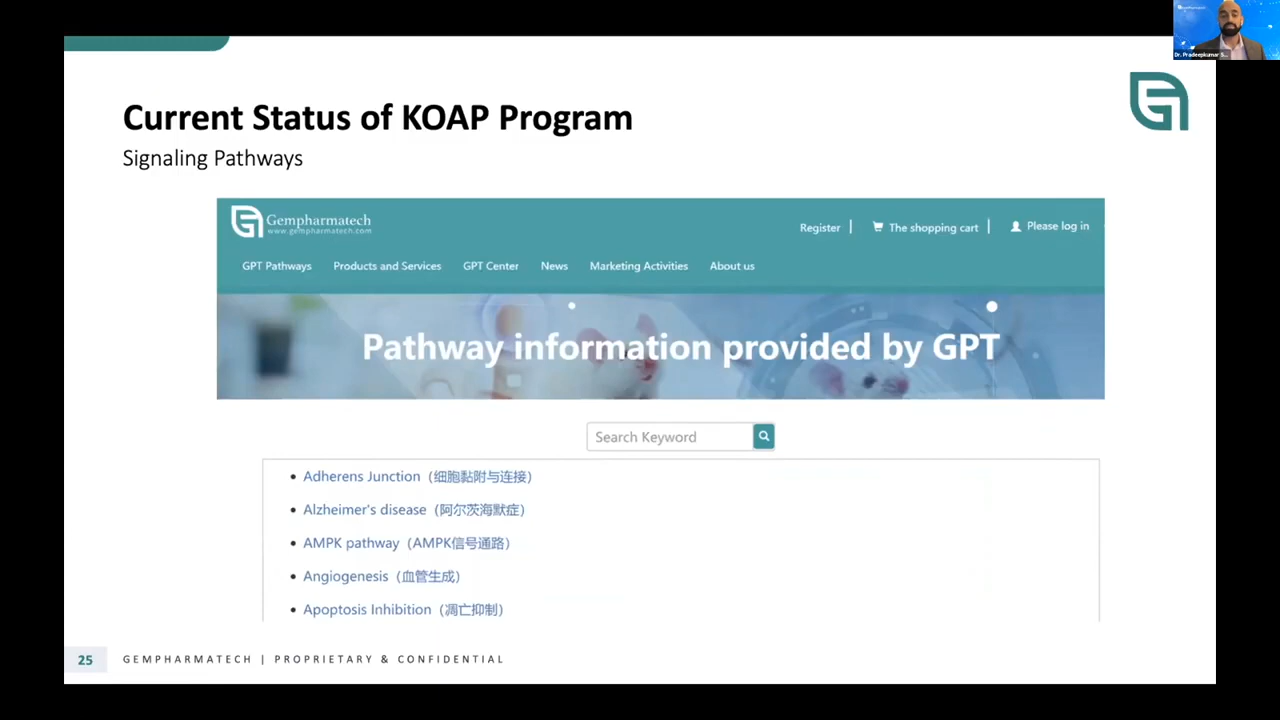 Gempharmatech
Dr. Pradeepkumar S...
Current Status of KOAP Program
Signaling Pathways
Gempharmatech
www.gempharmatech.com
Register | The shopping cart | Please log in
GPT Pathways Products and Services GPT Center News Marketing Activities About us
Pathway information provided by GPT
Search Keyword
• Adherens Junction（细胞黏附与连接）
• Alzheimer's disease（阿尔茨海默症）
• AMPK pathway（AMPK信号通路）
• Angiogenesis（血管生成）
• Apoptosis Inhibition（凋亡抑制）
25 GEMPHARMATECH | PROPRIETARY & CONFIDENTIAL